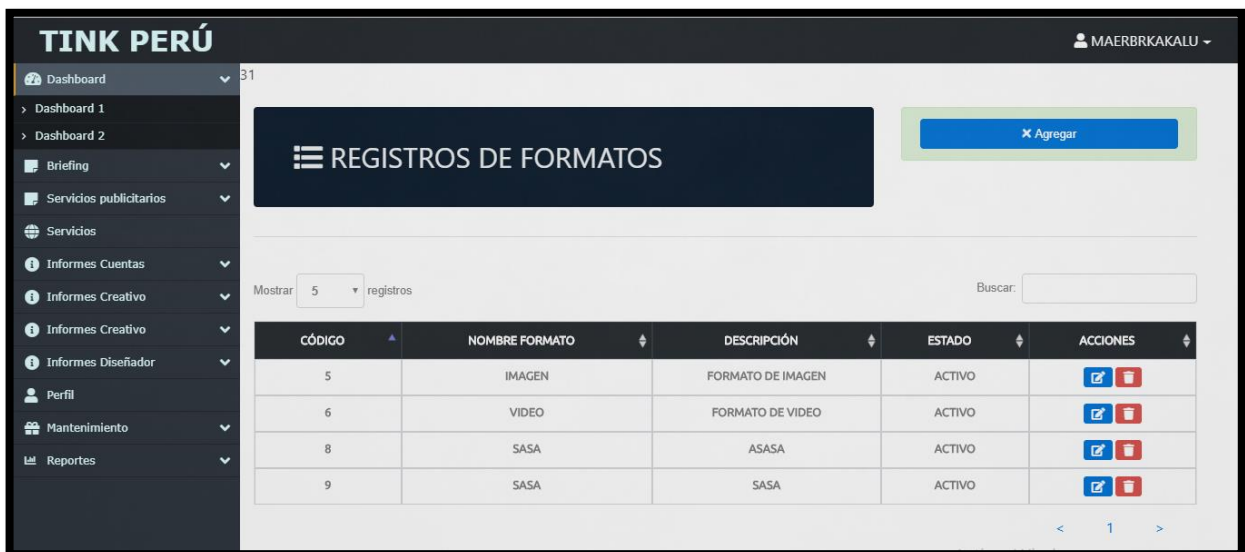 TINK PERÚ
MAERBRKAKALU
Dashboard
31
Dashboard 1
Dashboard 2
Briefing
Servicios publicitarios
Servicios
Informes Cuentas
Informes Creativo
Informes Creativo
Informes Diseñador
Perfil
Mantenimiento
Reportes
REGISTROS DE FORMATOS
Agregar
Mostrar 5 registros
Buscar:
CÓDIGO NOMBRE FORMATO DESCRIPCIÓN ESTADO ACCIONES
5 IMAGEN FORMATO DE IMAGEN ACTIVO
6 VIDEO FORMATO DE VIDEO ACTIVO
8 SASA ASASA ACTIVO
9 SASA SASA ACTIVO
< 1 >